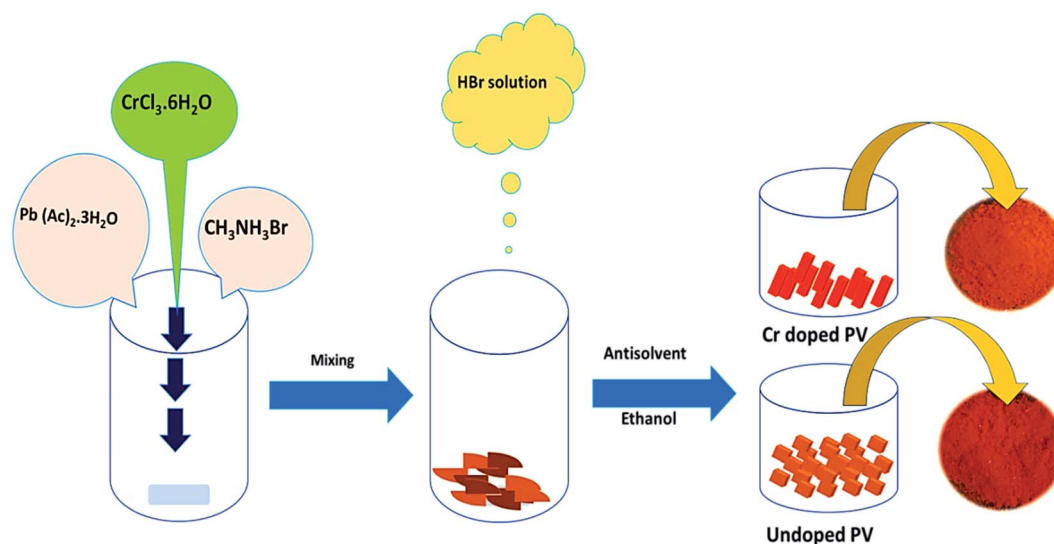 CrCl₃.6H₂O
Pb (Ac)₂.3H₂O
CH₃NH₃Br
Mixing
HBr solution
Antisolvent
Ethanol
Cr doped PV
Undoped PV